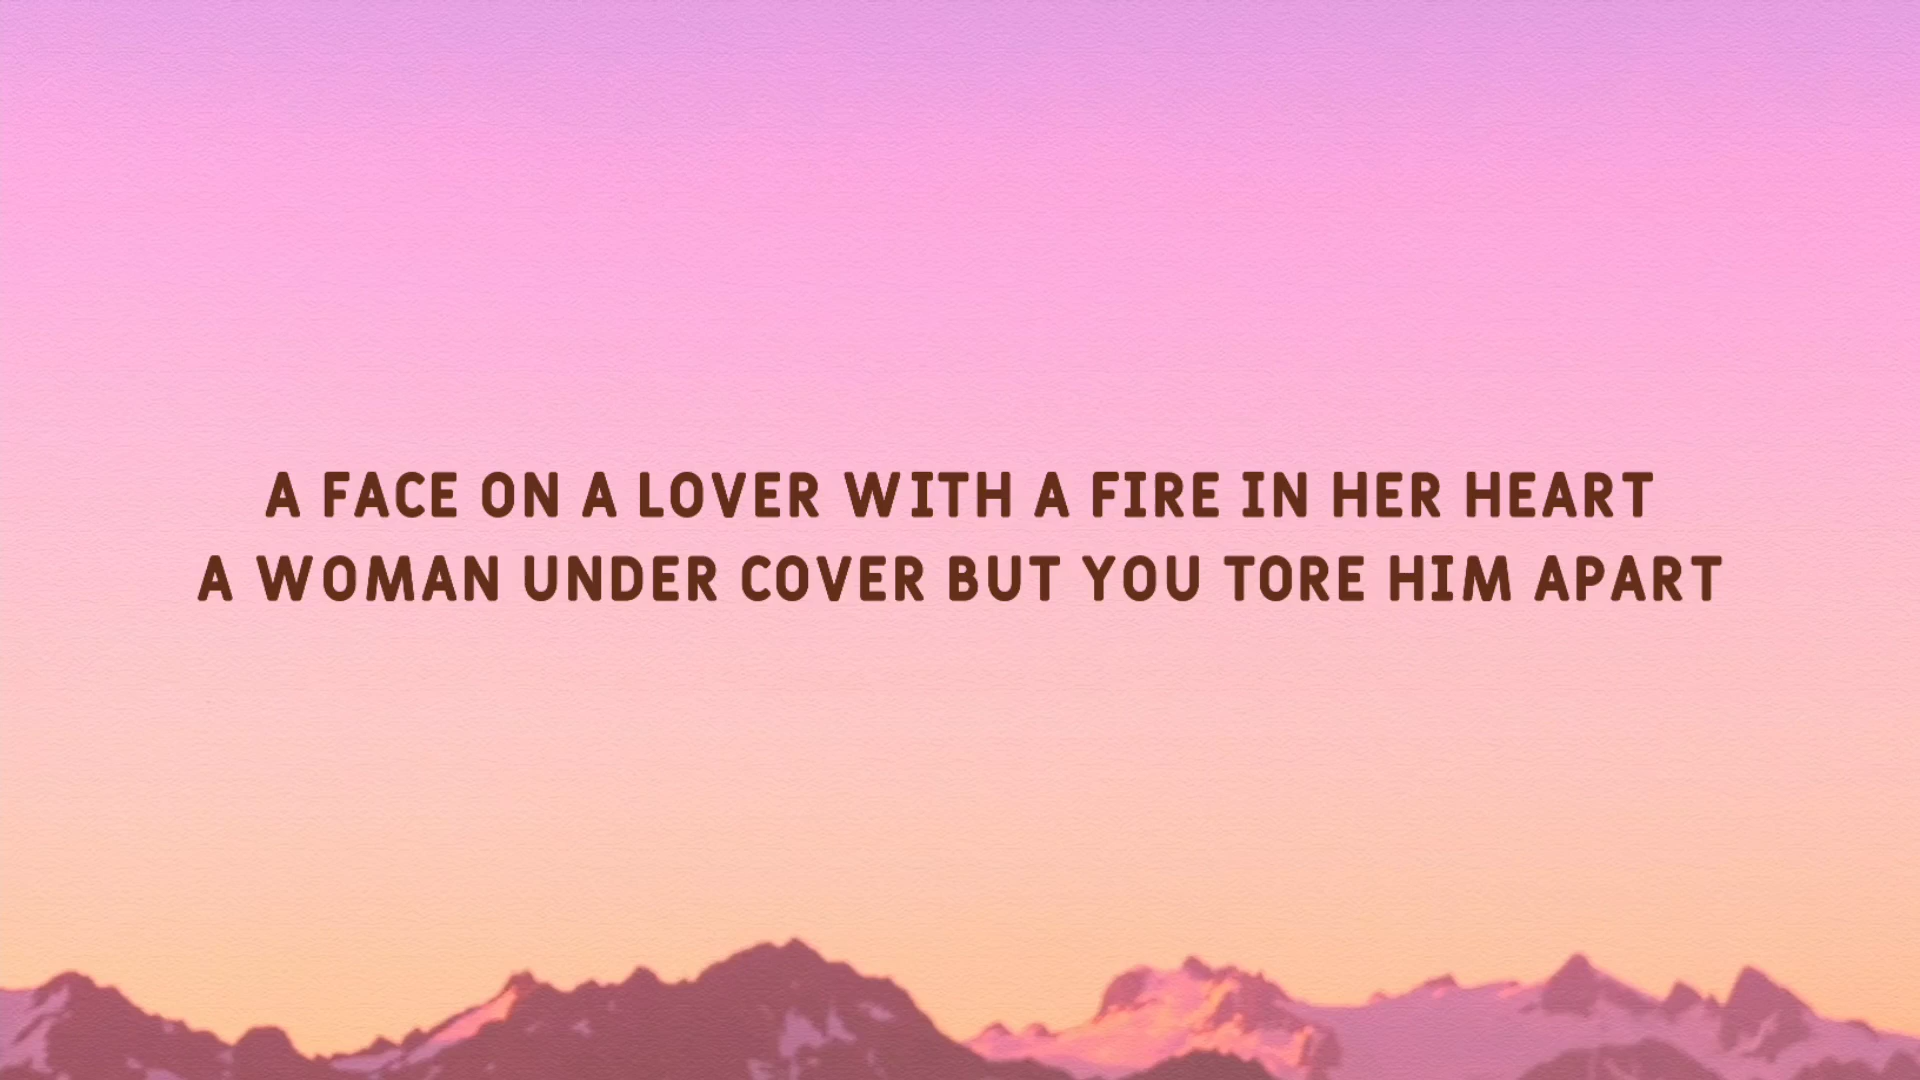 A FACE ON A LOVER WITH A FIRE IN HER HEART
A WOMAN UNDER COVER BUT YOU TORE HIM APART